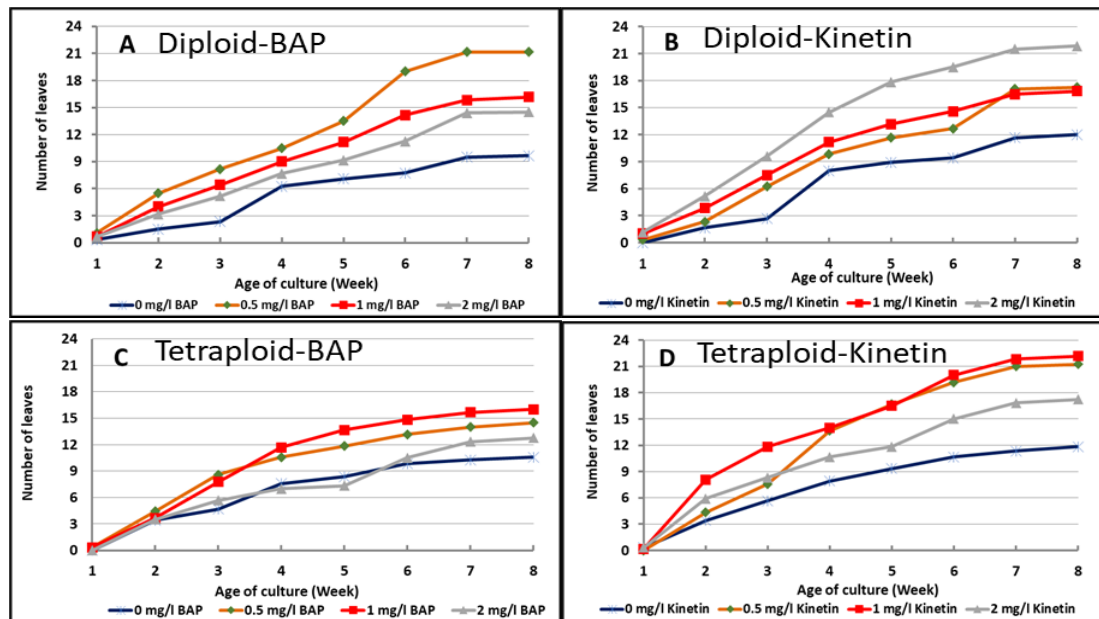 A Diploid-BAP
Number of leaves
24
21
18
15
12
9
6
3
0
1 2 3 4 5 6 7 8
Age of culture (Week)
0 mg/l BAP 0.5 mg/l BAP 1 mg/l BAP 2 mg/l BAP
B Diploid-Kinetin
Number of leaves
24
21
18
15
12
9
6
3
0
1 2 3 4 5 6 7 8
Age of culture (Week)
0 mg/l Kinetin 0.5 mg/l Kinetin 1 mg/l Kinetin 2 mg/l Kinetin
C Tetraploid-BAP
Number of leaves
24
21
18
15
12
9
6
3
0
1 2 3 4 5 6 7 8
Age of culture (Week)
0 mg/l BAP 0.5 mg/l BAP 1 mg/l BAP 2 mg/l BAP
D Tetraploid-Kinetin
Number of leaves
24
21
18
15
12
9
6
3
0
1 2 3 4 5 6 7 8
Age of culture (Week)
0 mg/l Kinetin 0.5 mg/l Kinetin 1 mg/l Kinetin 2 mg/l Kinetin